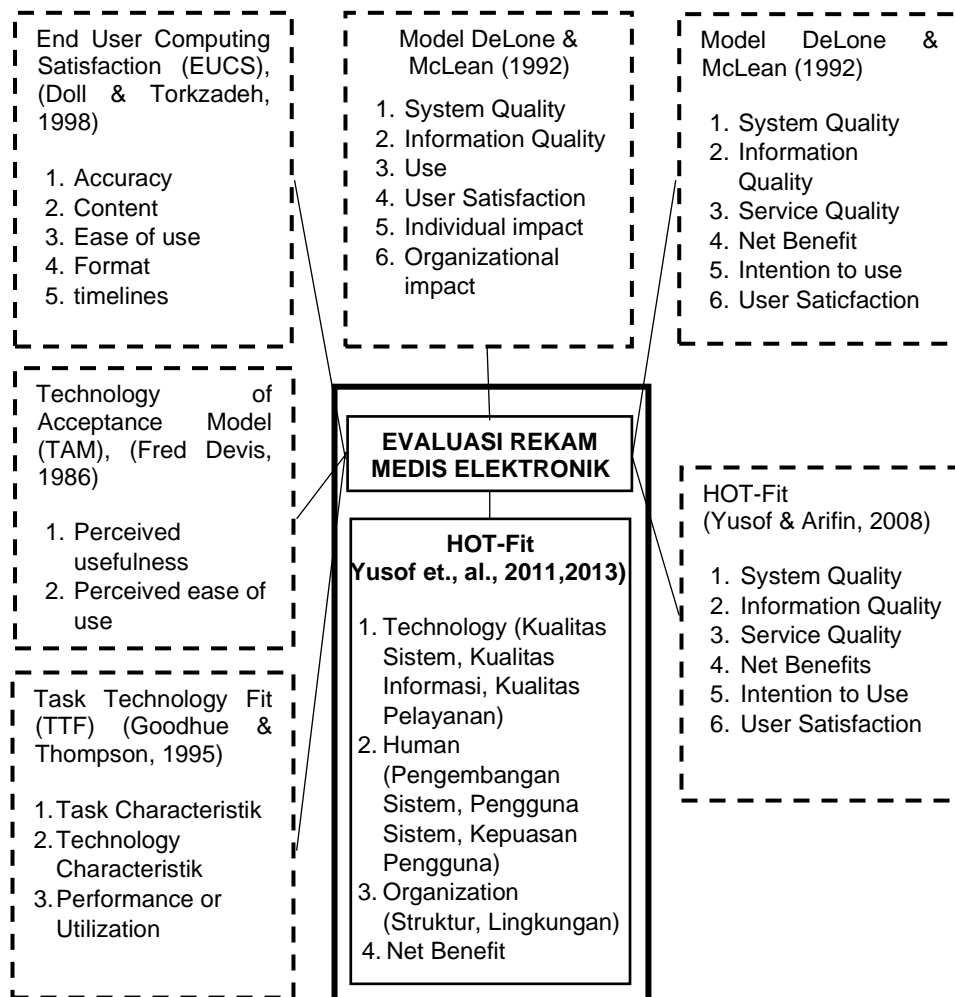 End User Computing
Satisfaction (EUCS),
(Doll & Torkzadeh,
1998)
1. Accuracy
2. Content
3. Ease of use
4. Format
5. timelines
Model DeLone &
McLean (1992)
1. System Quality
2. Information Quality
3. Use
4. User Satisfaction
5. Individual impact
6. Organizational
impact
Model DeLone &
McLean (1992)
1. System Quality
2. Information
Quality
3. Service Quality
4. Net Benefit
5. Intention to use
6. User Saticfaction
Technology of
Acceptance Model
(TAM), (Fred Devis,
1986)
1. Perceived
usefulness
2. Perceived ease of
use
EVALUASI REKAM
MEDIS ELEKTRONIK
HOT-Fit
(Yusof & Arifin, 2008)
1. System Quality
2. Information Quality
3. Service Quality
4. Net Benefits
5. Intention to Use
6. User Satisfaction
Task Technology Fit
(TTF) (Goodhue &
Thompson, 1995)
1. Task Characteristik
2. Technology
Characteristik
3. Performance or
Utilization
HOT-Fit
Yusof et., al., 2011,2013)
1. Technology (Kualitas
Sistem, Kualitas
Informasi, Kualitas
Pelayanan)
2. Human
(Pengembangan
Sistem, Pengguna
Sistem, Kepuasan
Pengguna)
3. Organization
(Struktur, Lingkungan)
4. Net Benefit